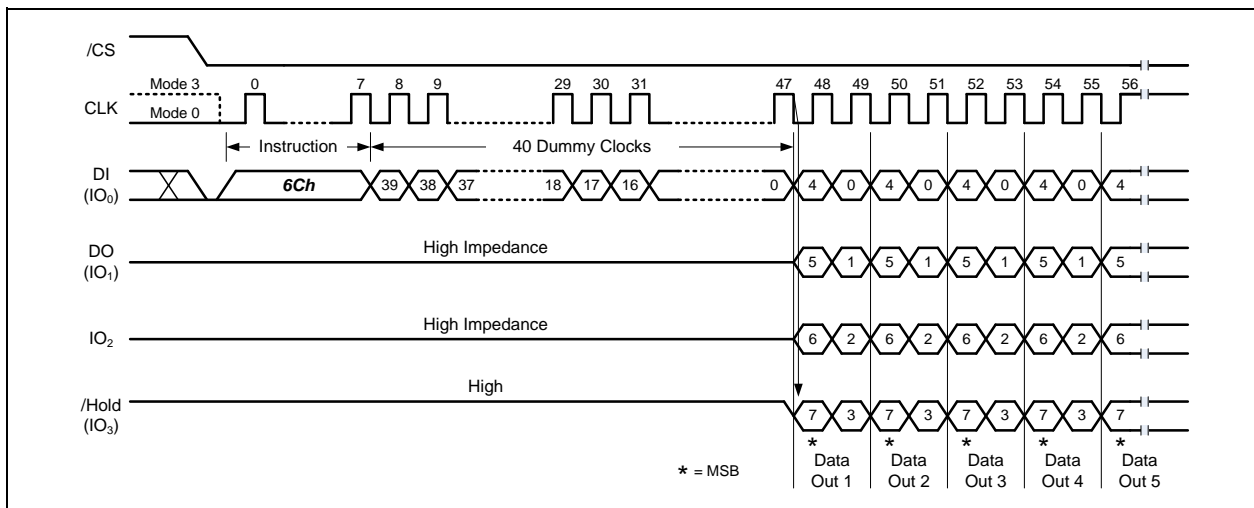 /CS
Mode 3
CLK
Mode 0
0 7 8 9 29 30 31 47 48 49 50 51 52 53 54 55 56
Instruction 40 Dummy Clocks
DI
(IO₀)
6Ch 39 38 37 18 17 16 0 4 0 4 0 4 0 4 0 4
DO
(IO₁)
High Impedance
5 1 5 1 5 1 5 1 5
IO₂
High Impedance
6 2 6 2 6 2 6 2 6
/Hold
(IO₃)
High
7 3 7 3 7 3 7 3 7
* * * * *
* = MSB
Data Out 1
Data Out 2
Data Out 3
Data Out 4
Data Out 5